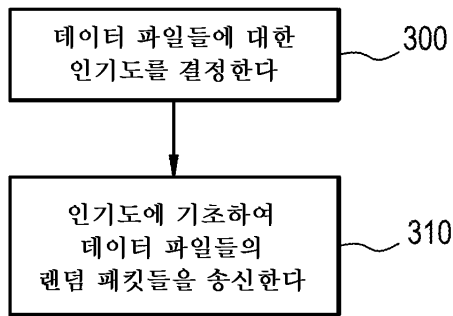 데이터 파일들에 대한
인기도를 결정한다
300
인기도에 기초하여
데이터 파일들의
랜덤 패킷들을 송신한다
310